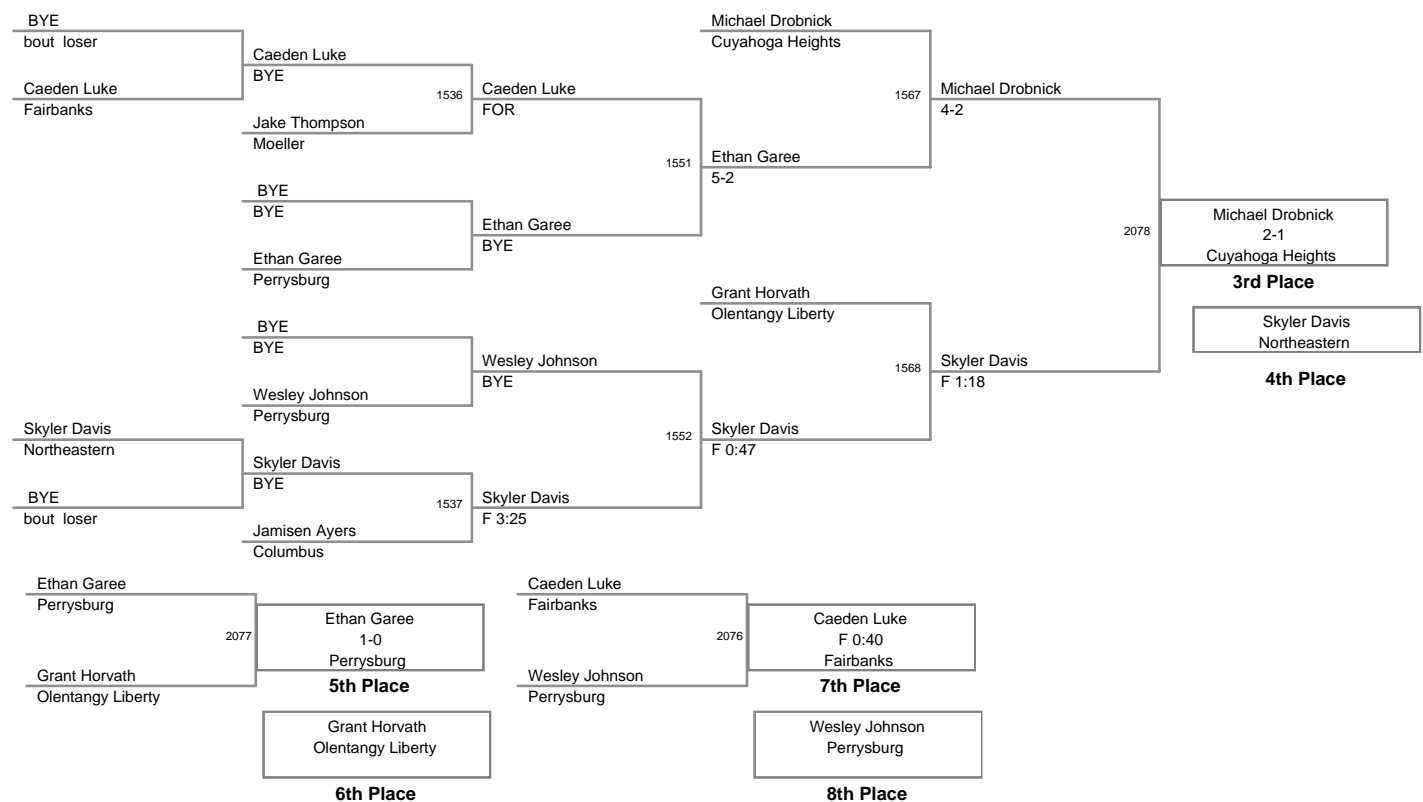 BYE
bout loser
Caeden Luke
Fairbanks
Caeden Luke
BYE
Jake Thompson
Moeller
1536
Caeden Luke
FOR
BYE
BYE
Ethan Garee
Perrysburg
Ethan Garee
BYE
1551
Ethan Garee
5-2
Michael Drobnick
Cuyahoga Heights
1567
Michael Drobnick
4-2
BYE
BYE
Wesley Johnson
Perrysburg
Wesley Johnson
BYE
Skyler Davis
Northeastern
BYE
bout loser
Skyler Davis
BYE
Jamisen Ayers
Columbus
1537
Skyler Davis
F 3:25
1552
Skyler Davis
F 0:47
Grant Horvath
Olentangy Liberty
1568
Skyler Davis
F 1:18
2078
Michael Drobnick
2-1
Cuyahoga Heights
3rd Place
Skyler Davis
Northeastern
4th Place
Ethan Garee
Perrysburg
Grant Horvath
Olentangy Liberty
2077
Ethan Garee
1-0
Perrysburg
5th Place
Grant Horvath
Olentangy Liberty
6th Place
Caeden Luke
Fairbanks
Wesley Johnson
Perrysburg
2076
Caeden Luke
F 0:40
Fairbanks
7th Place
Wesley Johnson
Perrysburg
8th Place